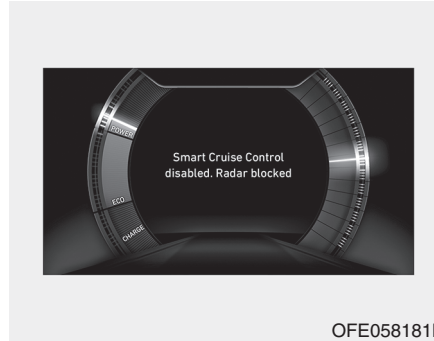 POWER
Smart Cruise Control
disabled. Radar blocked
ECO
CHARGE
OFE058181